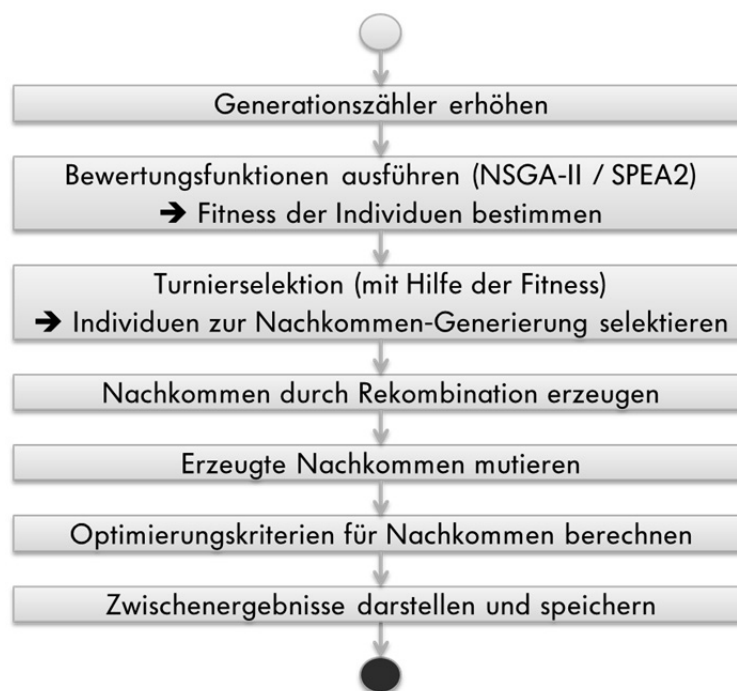 Generationszähler erhöhen
Bewertungsfunktionen ausführen (NSGA-II / SPEA2)
➔ Fitness der Individuen bestimmen
Turnierselektion (mit Hilfe der Fitness)
➔ Individuen zur Nachkommen-Generierung selektieren
Nachkommen durch Rekombination erzeugen
Erzeugte Nachkommen mutieren
Optimierungskriterien für Nachkommen berechnen
Zwischenergebnisse darstellen und speichern